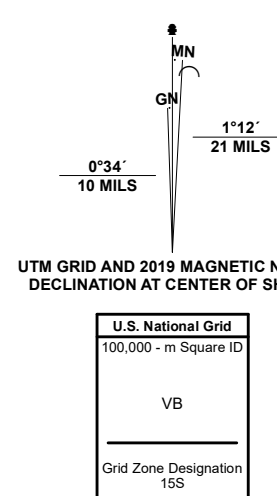 MN
GN
1°12´
21 MILS
0°34´
10 MILS
UTM GRID AND 2019 MAGNETIC
DECLINATION AT CENTER OF
U.S. National Grid
100,000 - m Square ID
VB
Grid Zone Designation
15S